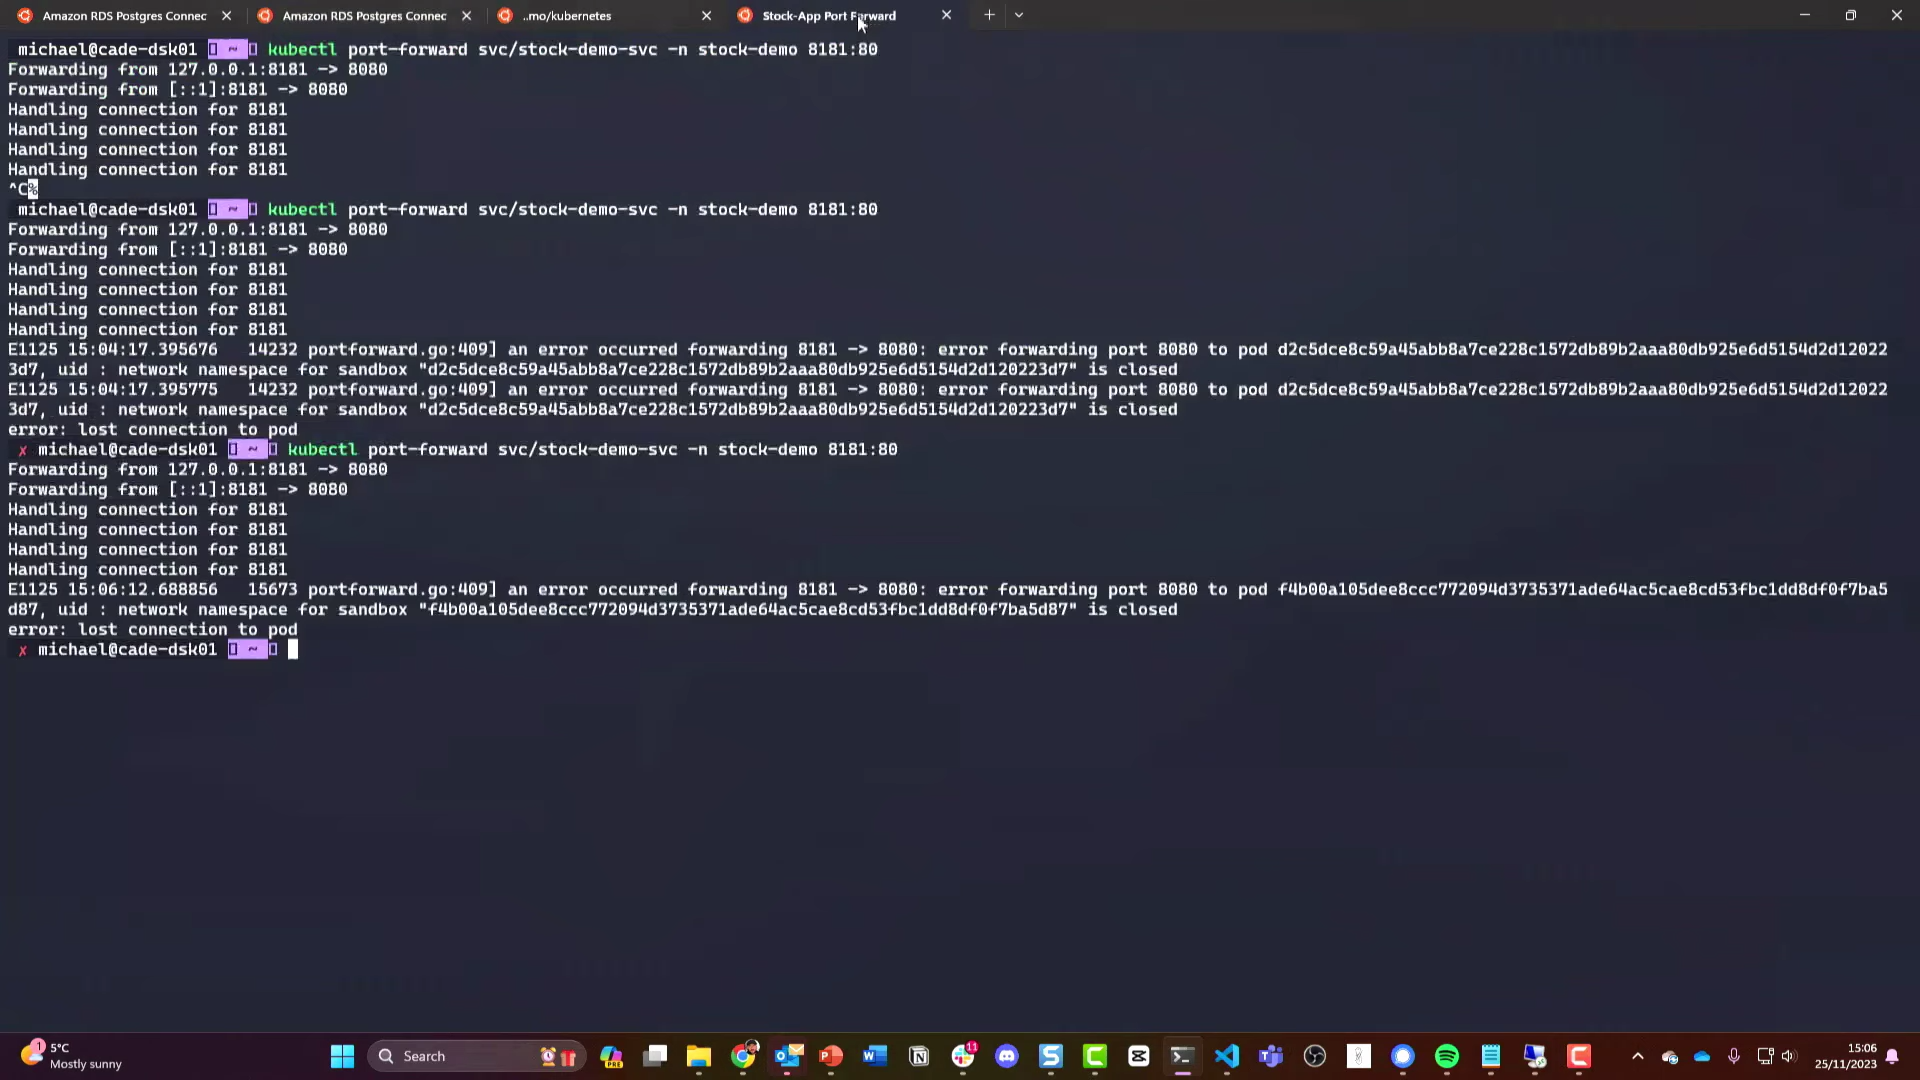 Amazon RDS Postgres Connec
Amazon RDS Postgres Connec
..mo/kubernetes
Stock-App Port Forward
michael@cade-dsk01 ~ kubectl port-forward svc/stock-demo-svc -n stock-demo 8181:80
Forwarding from 127.0.0.1:8181 -> 8080
Forwarding from [::1]:8181 -> 8080
Handling connection for 8181
Handling connection for 8181
Handling connection for 8181
Handling connection for 8181
^C%
michael@cade-dsk01 ~ kubectl port-forward svc/stock-demo-svc -n stock-demo 8181:80
Forwarding from 127.0.0.1:8181 -> 8080
Forwarding from [::1]:8181 -> 8080
Handling connection for 8181
Handling connection for 8181
Handling connection for 8181
Handling connection for 8181
E1125 15:04:17.395676   14232 portforward.go:409] an error occurred forwarding 8181 -> 8080: error forwarding port 8080 to pod d2c5dce8c59a45abb8a7ce228c1572db89b2aaa80db925e6d5154d2d12022
3d7, uid : network namespace for sandbox "d2c5dce8c59a45abb8a7ce228c1572db89b2aaa80db925e6d5154d2d120223d7" is closed
E1125 15:04:17.395775   14232 portforward.go:409] an error occurred forwarding 8181 -> 8080: error forwarding port 8080 to pod d2c5dce8c59a45abb8a7ce228c1572db89b2aaa80db925e6d5154d2d12022
3d7, uid : network namespace for sandbox "d2c5dce8c59a45abb8a7ce228c1572db89b2aaa80db925e6d5154d2d120223d7" is closed
error: lost connection to pod
✗ michael@cade-dsk01 ~ kubectl port-forward svc/stock-demo-svc -n stock-demo 8181:80
Forwarding from 127.0.0.1:8181 -> 8080
Forwarding from [::1]:8181 -> 8080
Handling connection for 8181
Handling connection for 8181
Handling connection for 8181
Handling connection for 8181
E1125 15:06:12.688856   15673 portforward.go:409] an error occurred forwarding 8181 -> 8080: error forwarding port 8080 to pod f4b00a105dee8ccc772094d3735371ade64ac5cae8cd53fbc1dd8df0f7ba5
d87, uid : network namespace for sandbox "f4b00a105dee8ccc772094d3735371ade64ac5cae8cd53fbc1dd8df0f7ba5d87" is closed
error: lost connection to pod
✗ michael@cade-dsk01 ~
1
5°C
Mostly sunny
Search
PRE
11
15:06
25/11/2023